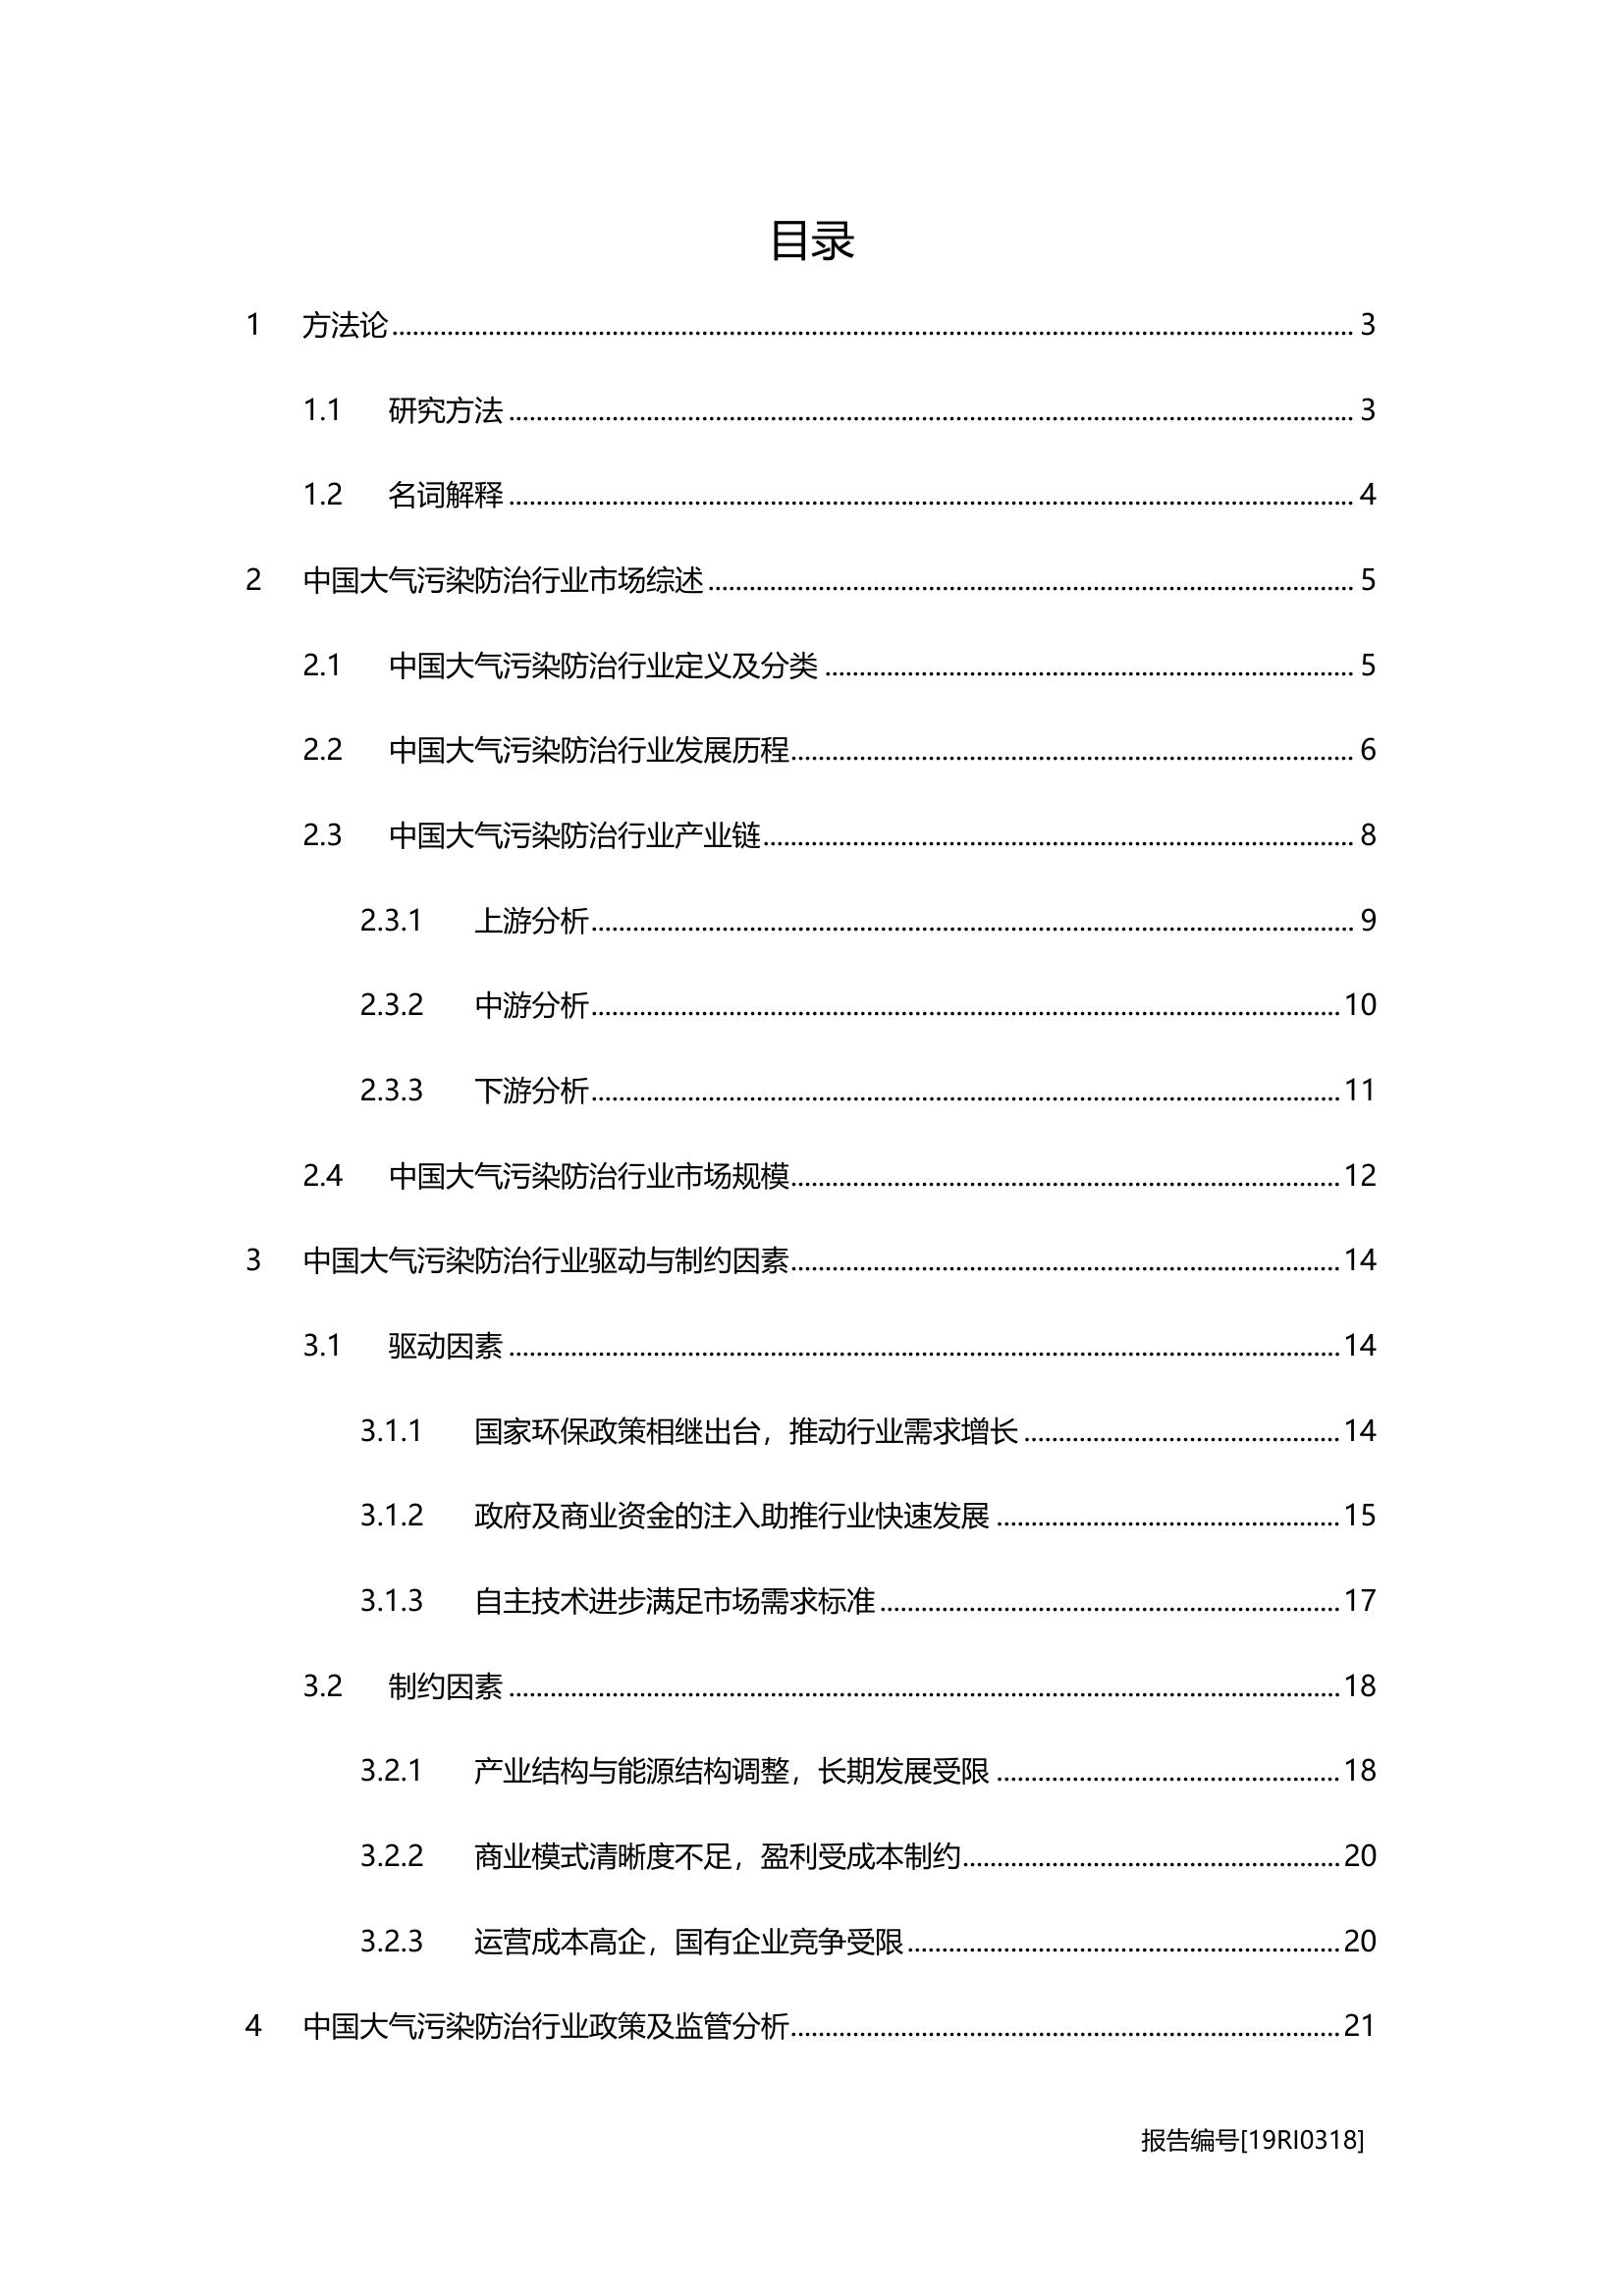 目录
1 方法论 3
1.1 研究方法 3
1.2 名词解释 4
2 中国大气污染防治行业市场综述 5
2.1 中国大气污染防治行业定义及分类 5
2.2 中国大气污染防治行业发展历程 6
2.3 中国大气污染防治行业产业链 8
2.3.1 上游分析 9
2.3.2 中游分析 10
2.3.3 下游分析 11
2.4 中国大气污染防治行业市场规模 12
3 中国大气污染防治行业驱动与制约因素 14
3.1 驱动因素 14
3.1.1 国家环保政策相继出台，推动行业需求增长 14
3.1.2 政府及商业资金的注入助推行业快速发展 15
3.1.3 自主技术进步满足市场需求标准 17
3.2 制约因素 18
3.2.1 产业结构与能源结构调整，长期发展受限 18
3.2.2 商业模式清晰度不足，盈利受成本制约 20
3.2.3 运营成本高企，国有企业竞争受限 20
4 中国大气污染防治行业政策及监管分析 21
报告编号[19RI0318]